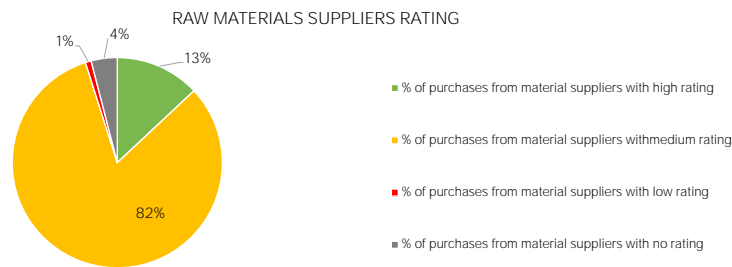 RAW MATERIALS SUPPLIERS RATING
1%
4%
13%
82%
% of purchases from material suppliers with high rating
% of purchases from material suppliers withmedium rating
% of purchases from material suppliers with low rating
% of purchases from material suppliers with no rating